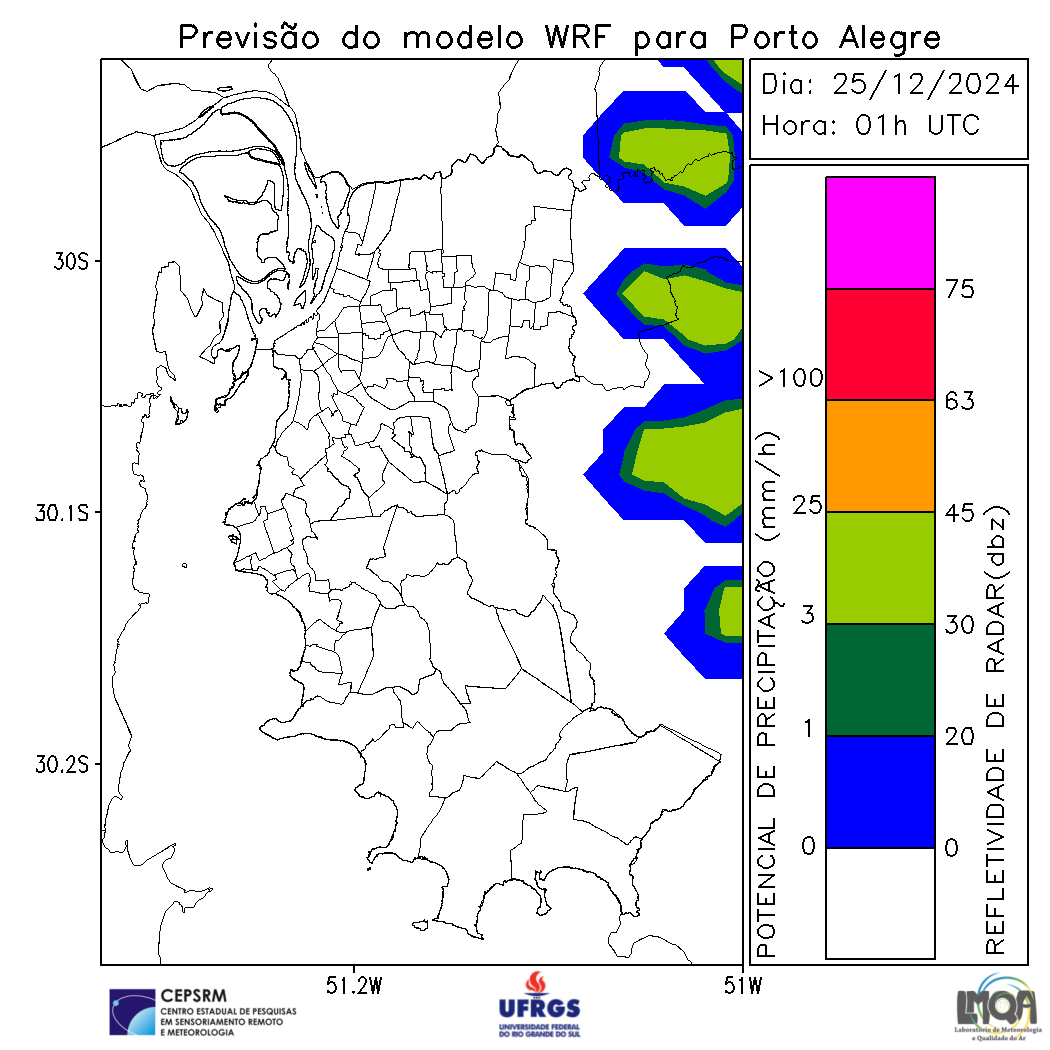 Previsão do modelo WRF para Porto Alegre
Dia: 25/12/2024
Hora: 01h UTC
30S
30.1S
30.2S
51.2W
51W
POTENCIAL DE PRECIPITAÇÃO (mm/h)
>100
25
3
1
0
75
63
45
30
20
0
REFLETIVIDADE DE RADAR(dbz)
CEPSRM
CENTRO ESTADUAL DE PESQUISAS
EM SENSORIAMENTO REMOTO
E METEOROLOGIA
UFRGS
UNIVERSIDADE FEDERAL
DO RIO GRANDE DO SUL
LMQA
Laboratório de Meteorologia
e Qualidade do Ar